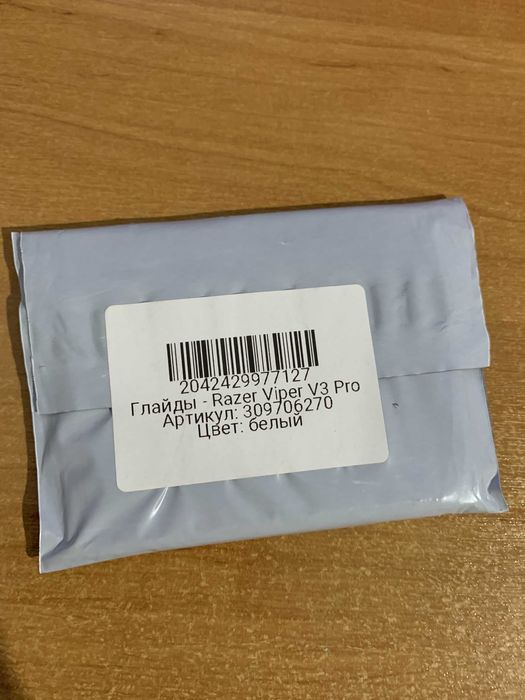 2042429977127
Глайды - Razer Viper V3 Pro
Артикул: 309706270
Цвет: белый